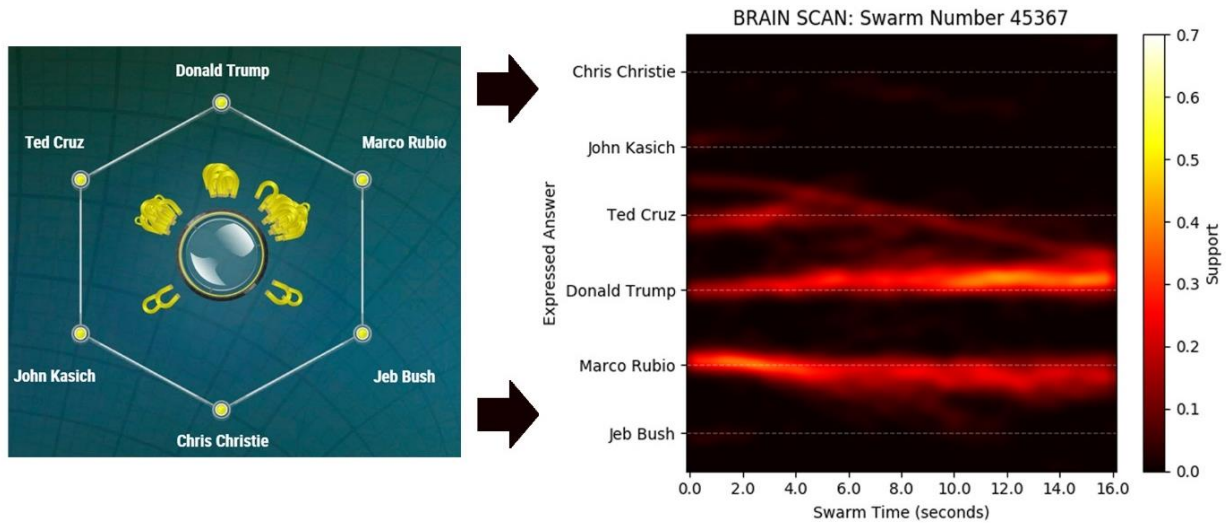 Donald Trump
Ted Cruz
Marco Rubio
John Kasich
Jeb Bush
Chris Christie
BRAIN SCAN: Swarm Number 45367
Expressed Answer
Chris Christie
John Kasich
Ted Cruz
Donald Trump
Marco Rubio
Jeb Bush
0.0 2.0 4.0 6.0 8.0 10.0 12.0 14.0 16.0
Swarm Time (seconds)
0.7
0.6
0.5
0.4
0.3
0.2
0.1
0.0
Support